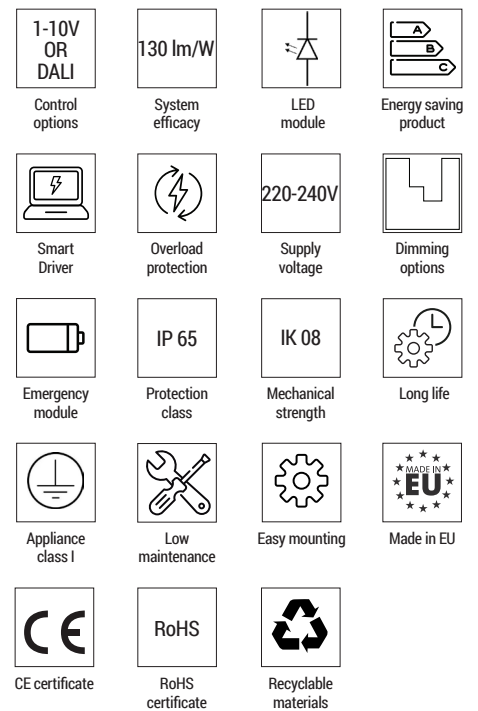 1-10V
OR
DALI
Control
options
130 lm/W
System
efficacy
LED
module
A
B
C
Energy saving
product
Smart
Driver
Overload
protection
220-240V
Supply
voltage
Dimming
options
Emergency
module
IP 65
Protection
class
IK 08
Mechanical
strength
Long life
Appliance
class I
Low
maintenance
Easy mounting
MADE IN
EU
Made in EU
CE
CE certificate
RoHS
RoHS
certificate
Recyclable
materials